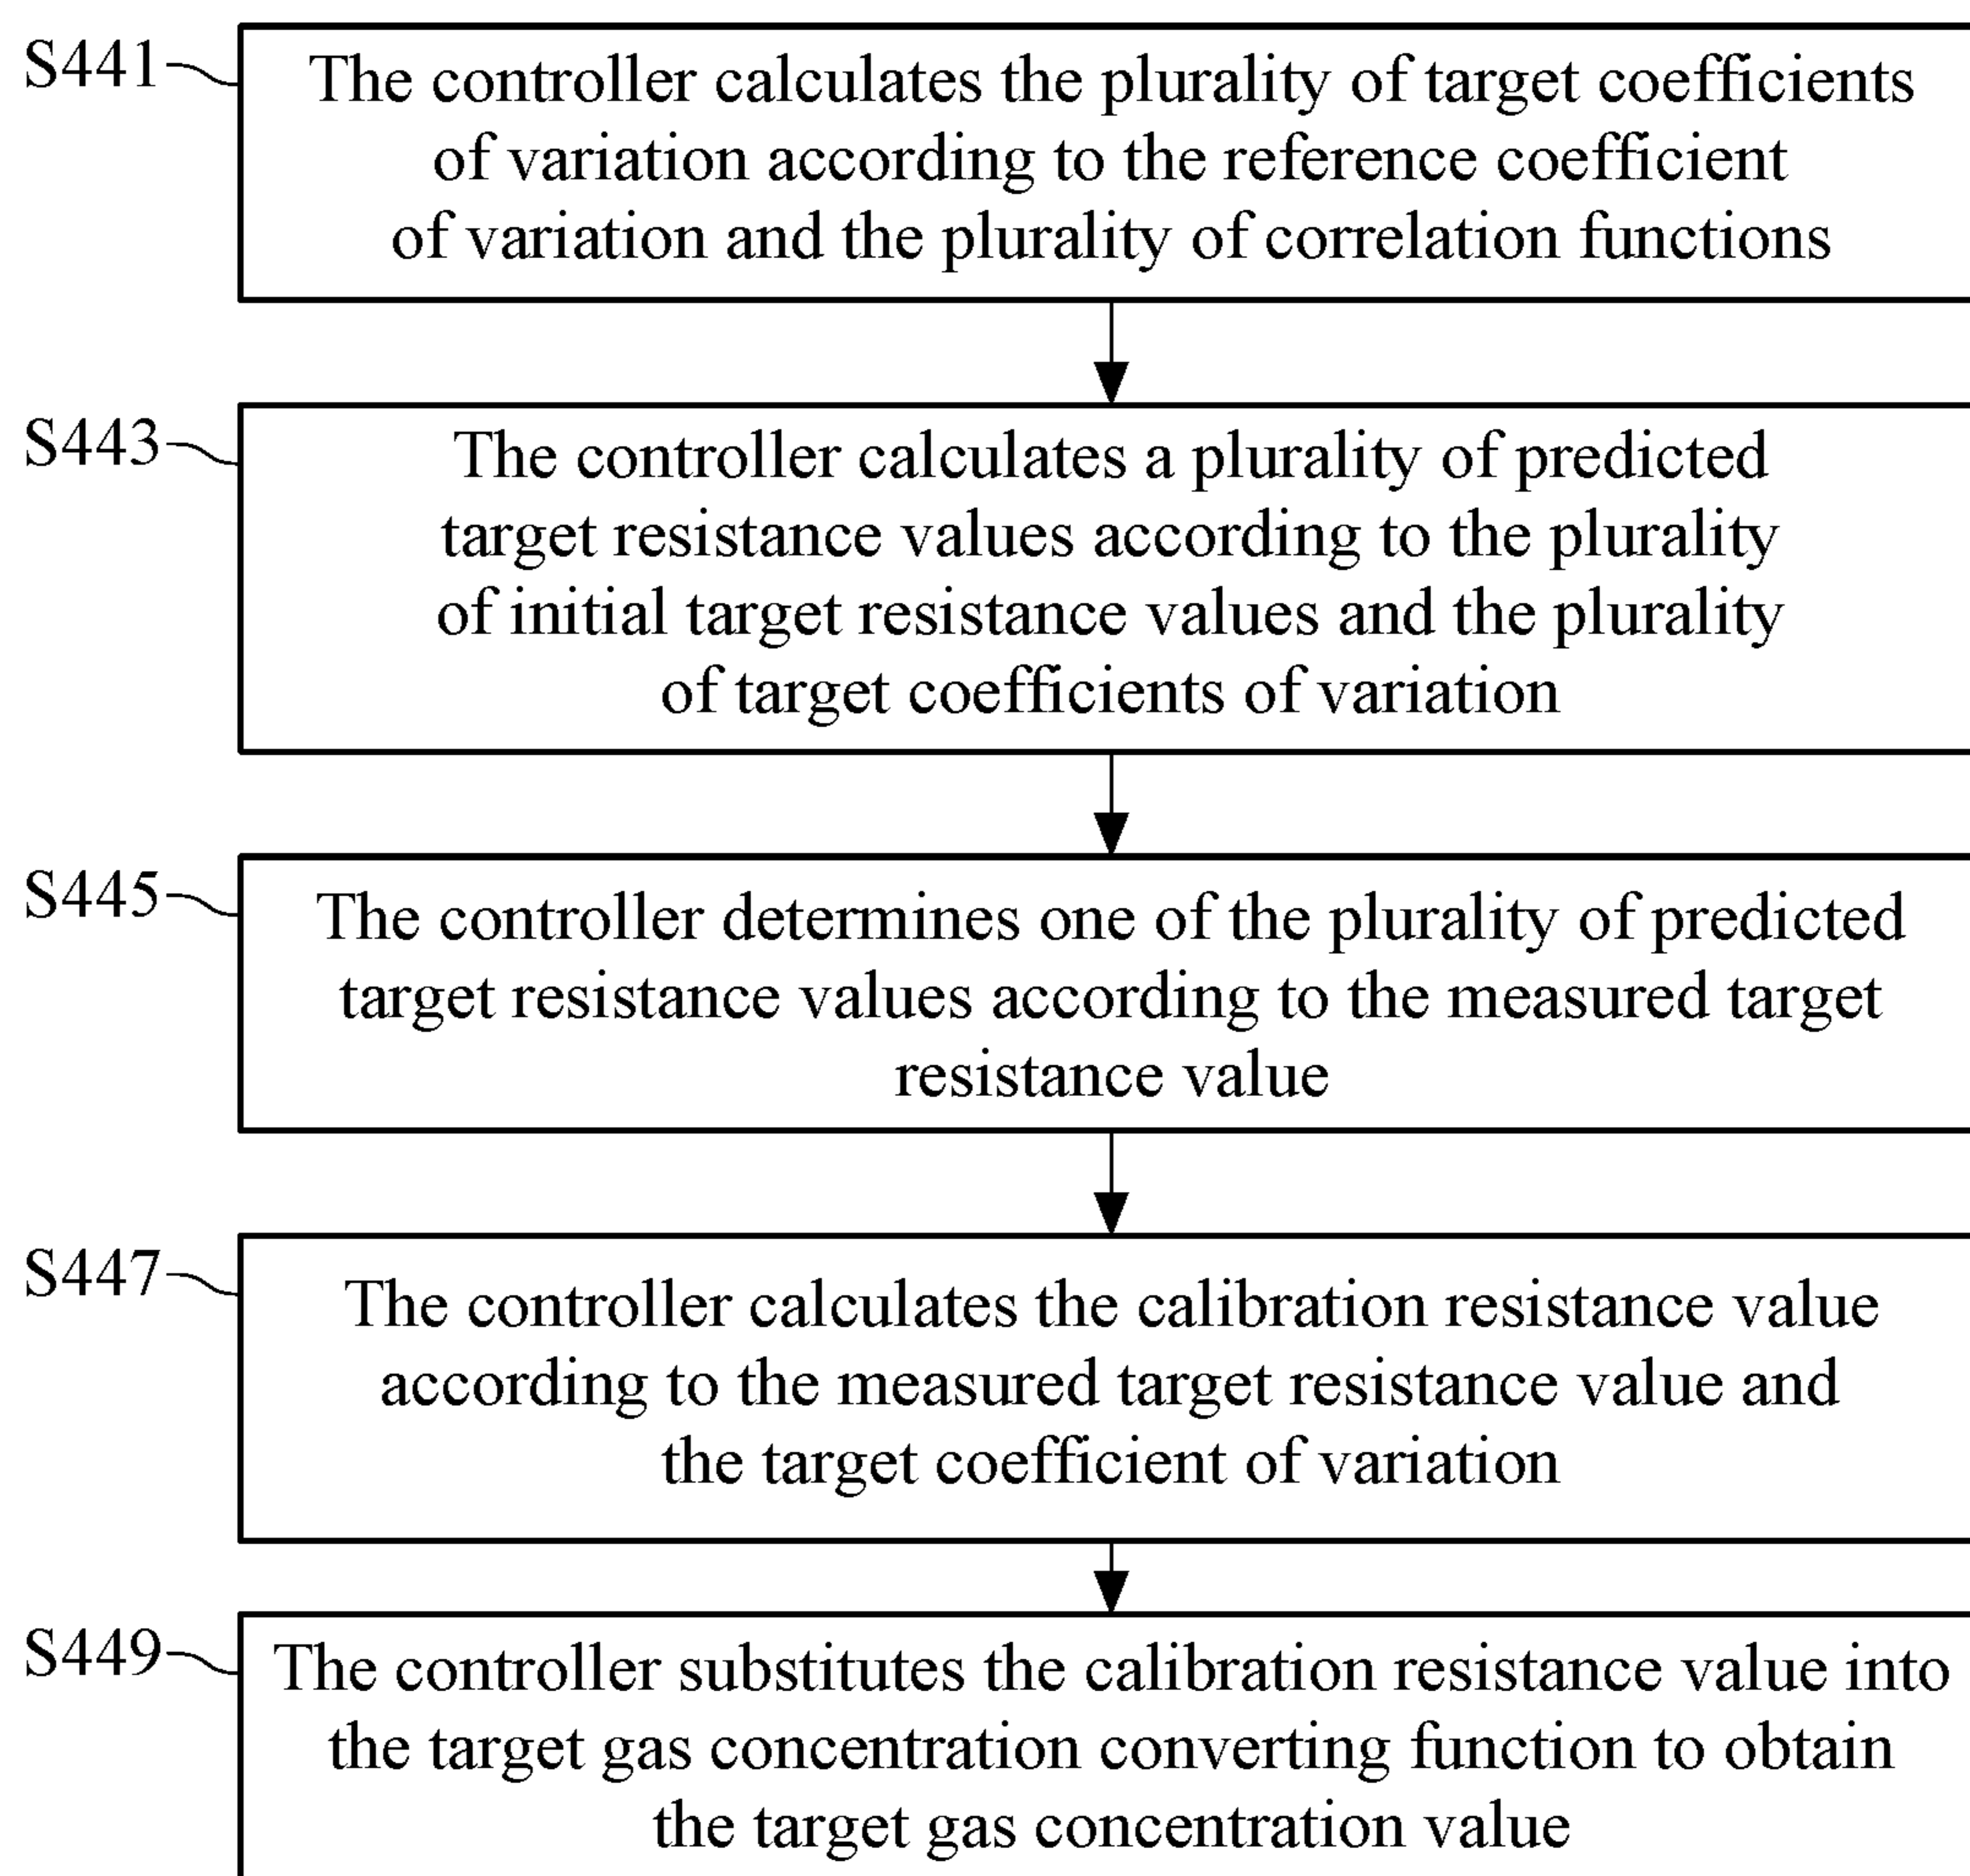 S441
The controller calculates the plurality of target coefficients
of variation according to the reference coefficient
of variation and the plurality of correlation functions
S443
The controller calculates a plurality of predicted
target resistance values according to the plurality
of initial target resistance values and the plurality
of target coefficients of variation
S445
The controller determines one of the plurality of predicted
target resistance values according to the measured target
resistance value
S447
The controller calculates the calibration resistance value
according to the measured target resistance value and
the target coefficient of variation
S449
The controller substitutes the calibration resistance value into
the target gas concentration converting function to obtain
the target gas concentration value